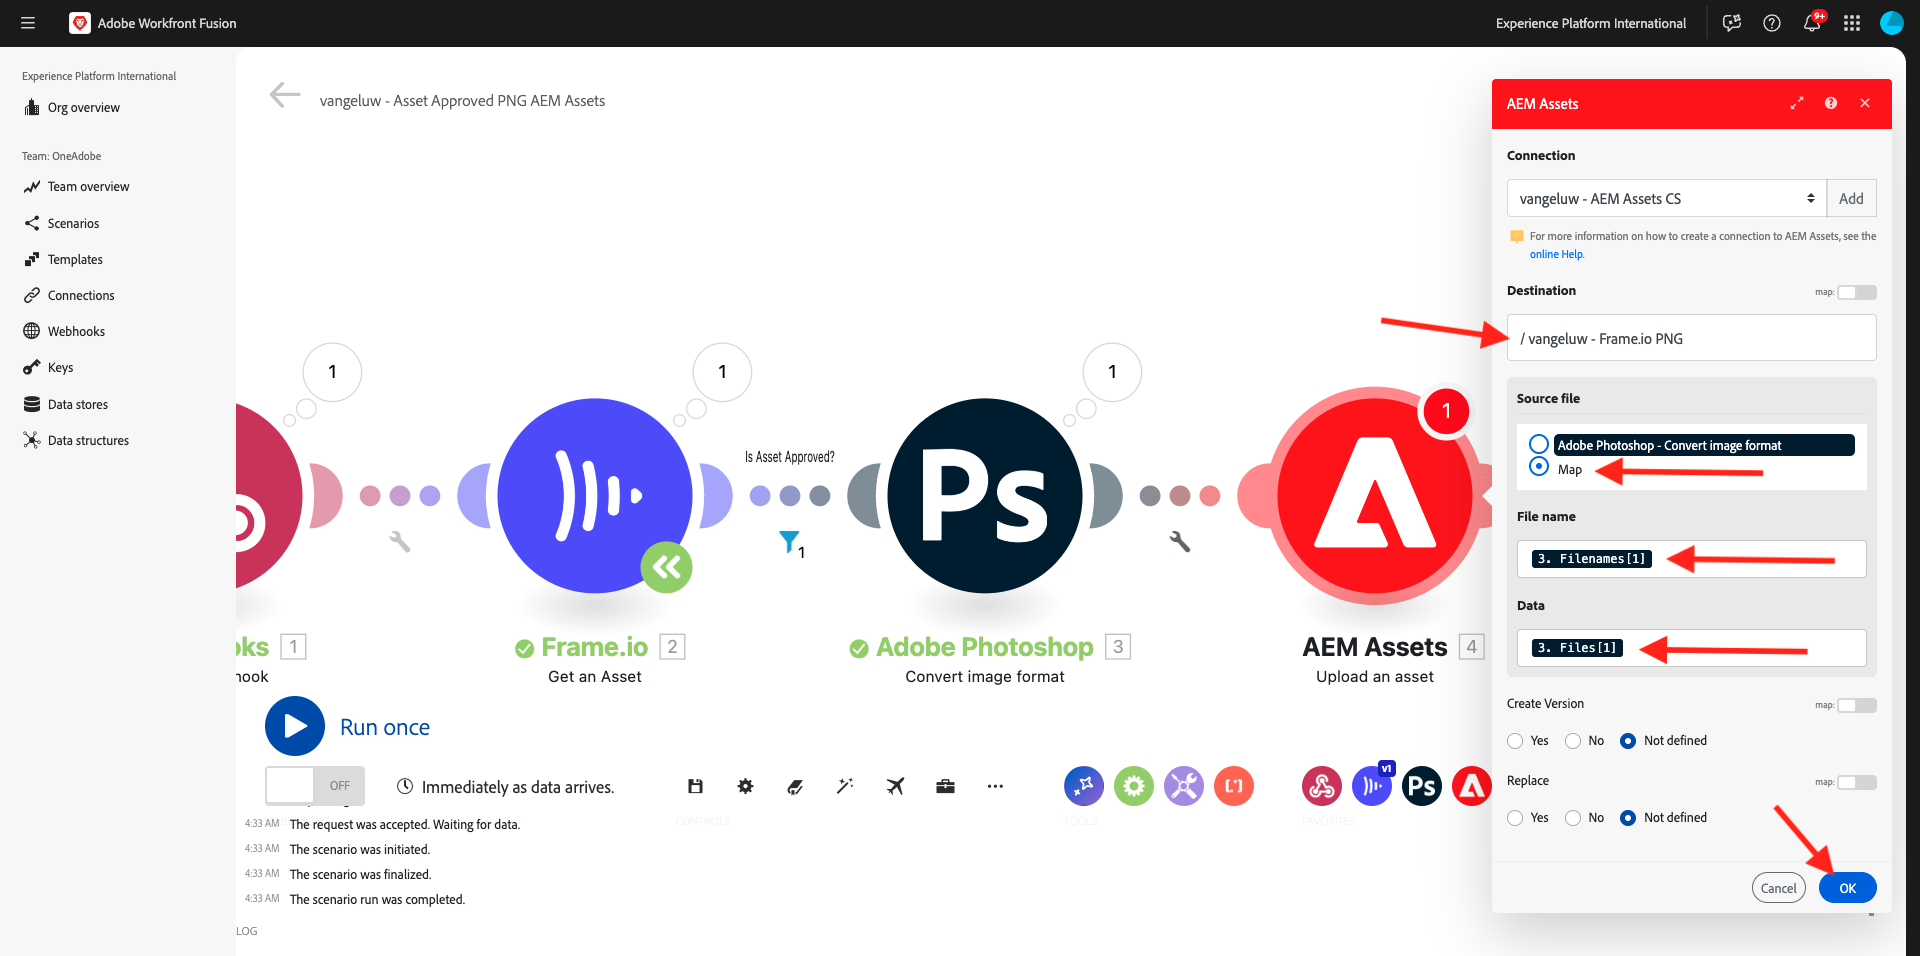 Adobe Workfront Fusion
Experience Platform International
9+
Experience Platform International
Org overview
Team: OneAdobe
Team overview
Scenarios
Templates
Connections
Webhooks
Keys
Data stores
Data structures
vangeluw - Asset Approved PNG AEM Assets
1
1
1
1
Is Asset Approved?
1
Ps
oks 1
Frame.io 2
Adobe Photoshop 3
AEM Assets 4
nook
Get an Asset
Convert image format
Upload an asset
Run once
OFF
Immediately as data arrives.
v1
Ps
CONTROLS
TOOLS
FAVORITES
4:33 AM The request was accepted. Waiting for data.
4:33 AM The scenario was initiated.
4:33 AM The scenario was finalized.
4:33 AM The scenario run was completed.
LOG
AEM Assets
Connection
vangeluw - AEM Assets CS
Add
For more information on how to create a connection to AEM Assets, see the
online Help.
Destination
map:
/ vangeluw - Frame.io PNG
Source file
Adobe Photoshop - Convert image format
Map
File name
3. Filenames[1]
Data
3. Files[1]
Create Version
map:
Yes No Not defined
Replace
map:
Yes No Not defined
Cancel
OK